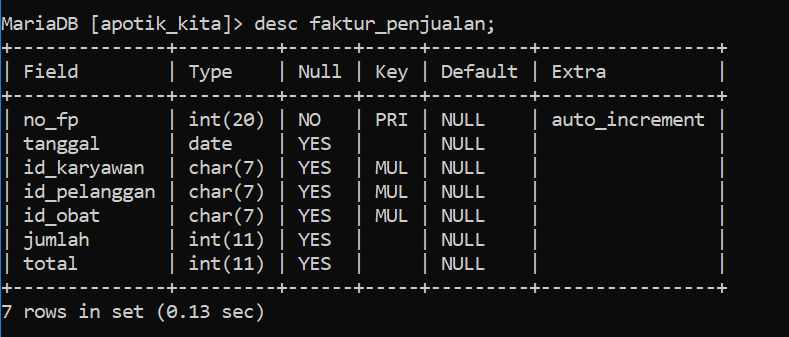 MariaDB [apotik_kita]> desc faktur_penjualan;
+--------------+---------+------+-----+---------+----------------+
| Field        | Type    | Null | Key | Default | Extra          |
+--------------+---------+------+-----+---------+----------------+
| no_fp        | int(20) | NO   | PRI | NULL    | auto_increment |
| tanggal      | date    | YES  |     | NULL    |                |
| id_karyawan  | char(7) | YES  | MUL | NULL    |                |
| id_pelanggan | char(7) | YES  | MUL | NULL    |                |
| id_obat      | char(7) | YES  | MUL | NULL    |                |
| jumlah       | int(11) | YES  |     | NULL    |                |
| total        | int(11) | YES  |     | NULL    |                |
+--------------+---------+------+-----+---------+----------------+
7 rows in set (0.13 sec)